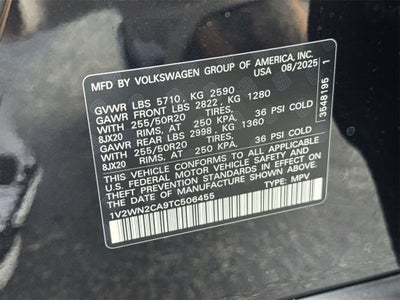 MFD BY VOLKSWAGEN GROUP OF AMERICA, INC.
USA 08/2025
GVWR LBS 5710, KG 2590
GAWR FRONT LBS 2822, KG 1280
WITH 255/50R20 TIRES,
8JX20 RIMS, AT 250 KPA. 36 PSI COLD
GAWR REAR LBS 2998, KG 1360
WITH 255/50R20 TIRES,
8JX20 RIMS, AT 250 KPA. 36 PSI COLD
THIS VEHICLE CONFORMS TO ALL APPLICABLE
U.S. FEDERAL MOTOR VEHICLE SAFETY AND
THEFT PREVENTION STANDARDS IN EFFECT ON THE
DATE OF MANUFACTURE SHOWN ABOVE.
1V2WN2CA9TC506455 TYPE: MPV
3548195 1